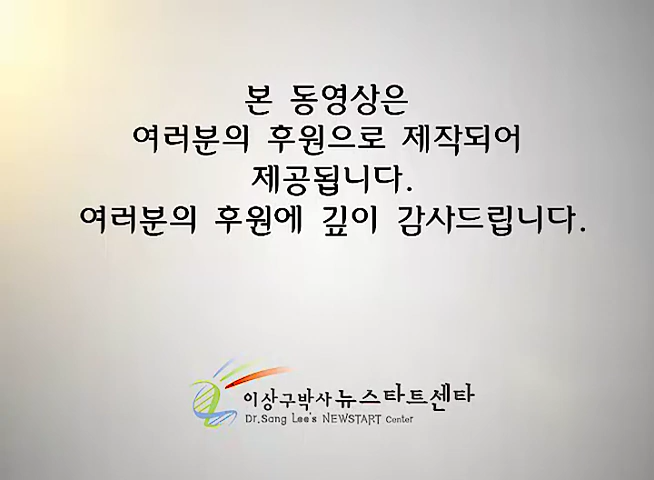 본 동영상은
여러분의 후원으로 제작되어
제공됩니다.
여러분의 후원에 깊이 감사드립니다.
이상구박사 뉴스타트센타
Dr.Sang Lee's NEWSTART Center